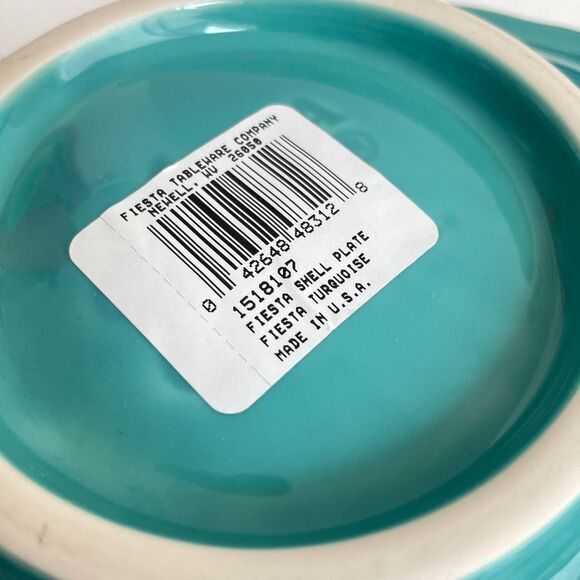 FIESTA TABLEWARE COMPANY
NEWELL, WV 26050
0 42648 48312 8
1518107
FIESTA SHELL PLATE
FIESTA TURQUOISE
MADE IN U.S.A.